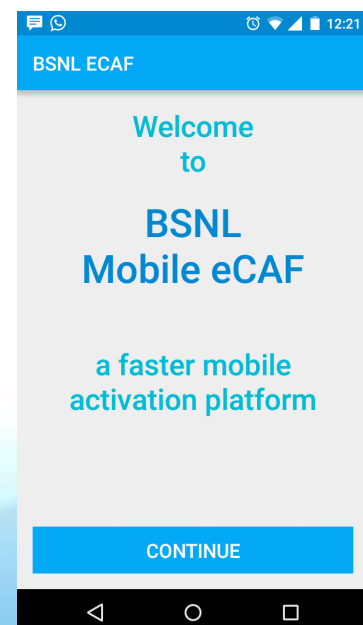 12:21
BSNL ECAF
Welcome
to
BSNL
Mobile eCAF
a faster mobile
activation platform
CONTINUE